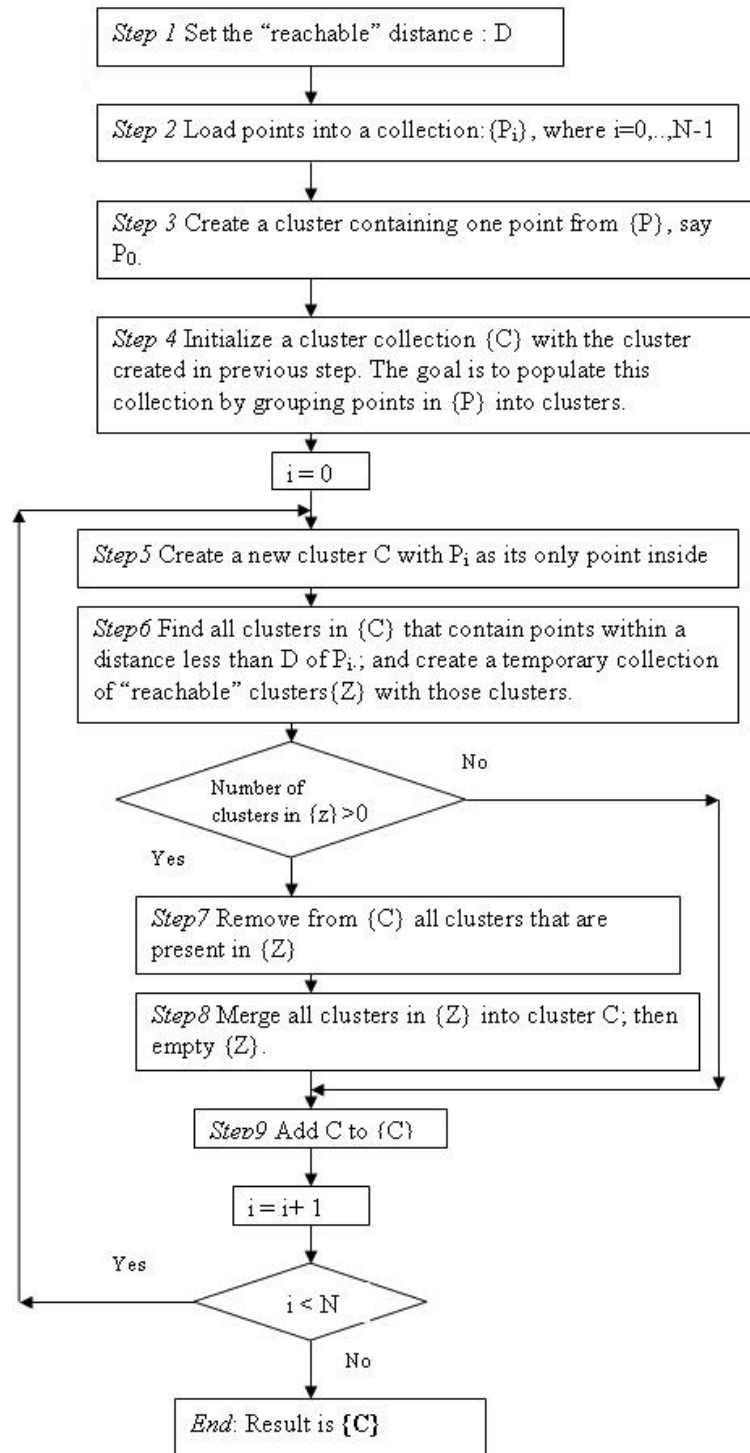 Step 1 Set the “reachable” distance : D
Step 2 Load points into a collection:{Pi}, where i=0,..,N-1
Step 3 Create a cluster containing one point from {P}, say
P0.
Step 4 Initialize a cluster collection {C} with the cluster
created in previous step. The goal is to populate this
collection by grouping points in {P} into clusters.
i = 0
Step5 Create a new cluster C with Pi as its only point inside
Step6 Find all clusters in {C} that contain points within a
distance less than D of Pi.; and create a temporary collection
of “reachable” clusters{Z} with those clusters.
No
Number of
clusters in {z}>0
Yes
Step7 Remove from {C} all clusters that are
present in {Z}
Step8 Merge all clusters in {Z} into cluster C; then
empty {Z}.
Step9 Add C to {C}
i = i+ 1
Yes
i < N
No
End: Result is {C}